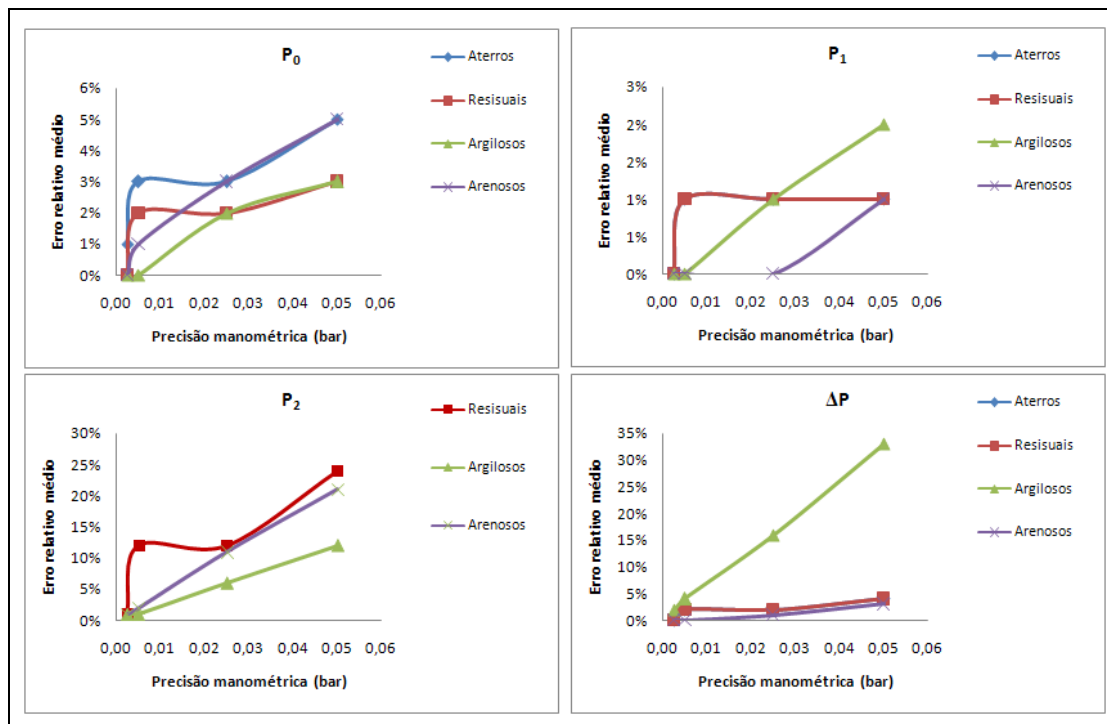 P₀
Aterros
Resisuais
Argilosos
Arenosos
Erro relativo médio
6%
5%
4%
3%
2%
1%
0%
0,00 0,01 0,02 0,03 0,04 0,05 0,06
Precisão manométrica (bar)
P₁
Aterros
Resisuais
Argilosos
Arenosos
Erro relativo médio
3%
2%
2%
1%
1%
0%
0,00 0,01 0,02 0,03 0,04 0,05 0,06
Precisão manométrica (bar)
P₂
Resisuais
Argilosos
Arenosos
Erro relativo médio
30%
25%
20%
15%
10%
5%
0%
0,00 0,01 0,02 0,03 0,04 0,05 0,06
Precisão manométrica (bar)
ΔP
Aterros
Resisuais
Argilosos
Arenosos
Erro relativo médio
35%
30%
25%
20%
15%
10%
5%
0%
0,00 0,01 0,02 0,03 0,04 0,05 0,06
Precisão manométrica (bar)